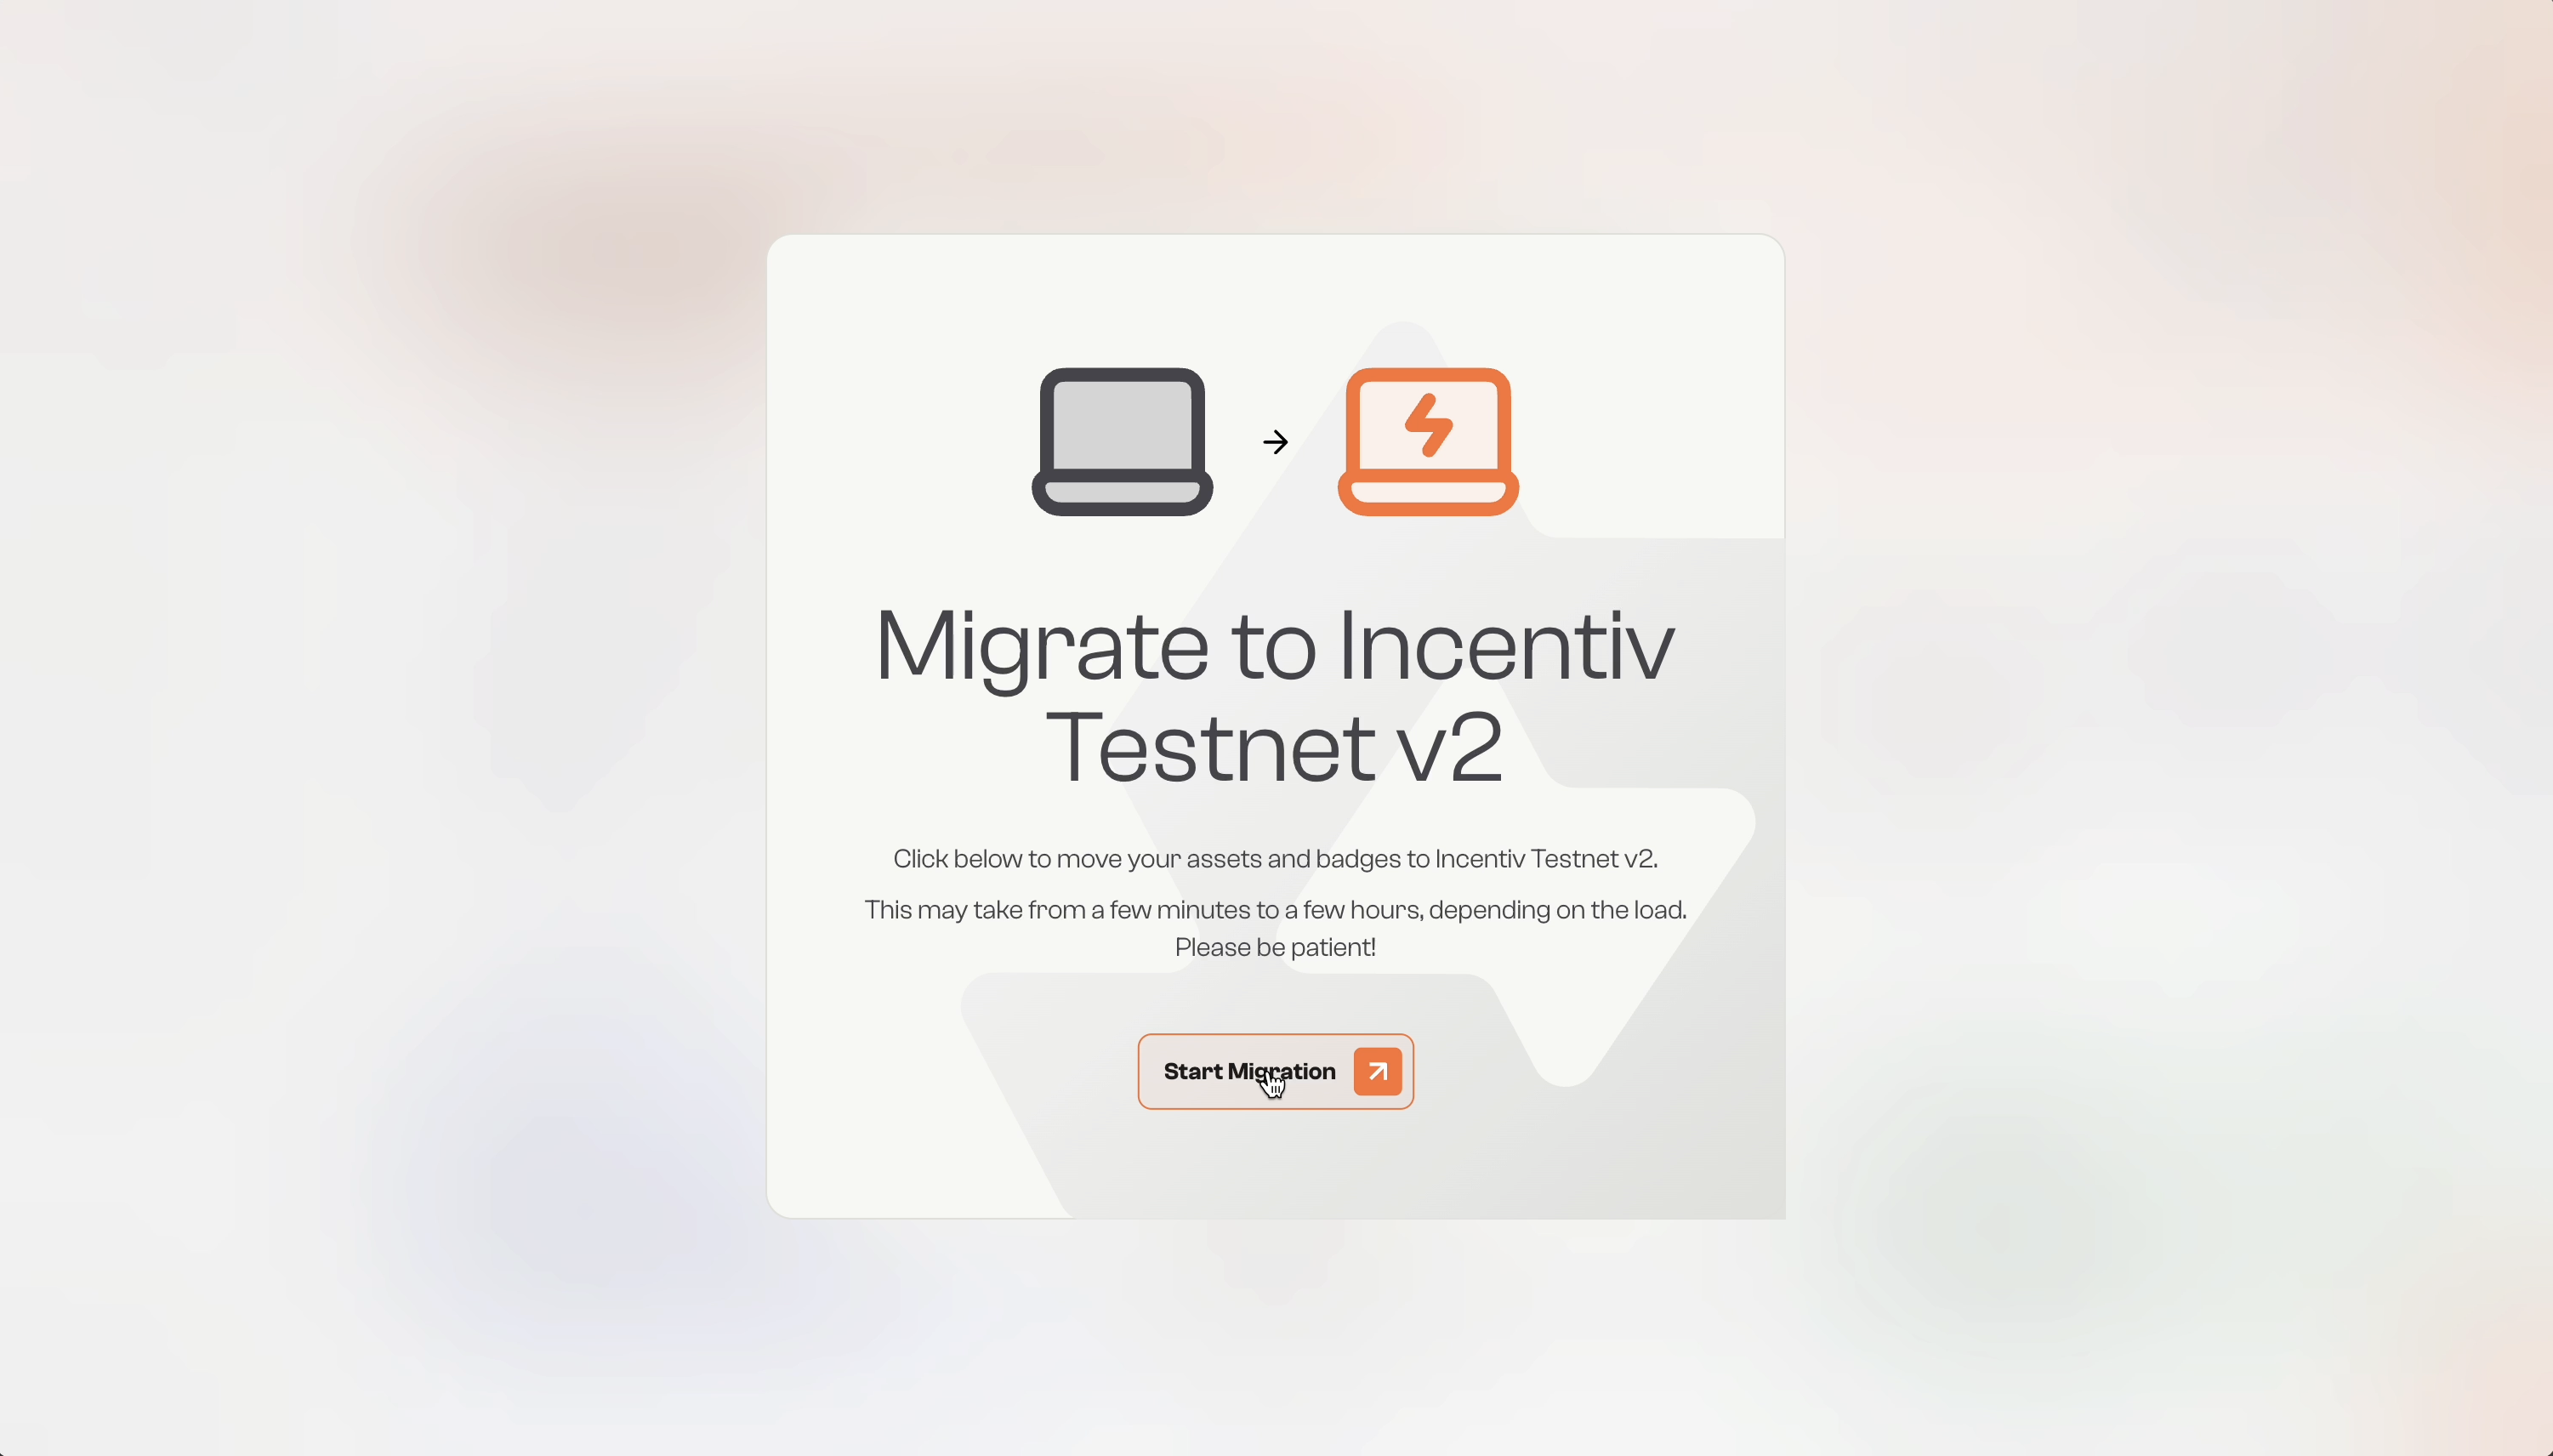 Migrate to Incentiv
Testnet v2
Click below to move your assets and badges to Incentiv Testnet v2.
This may take from a few minutes to a few hours, depending on the load.
Please be patient!
Start Migration